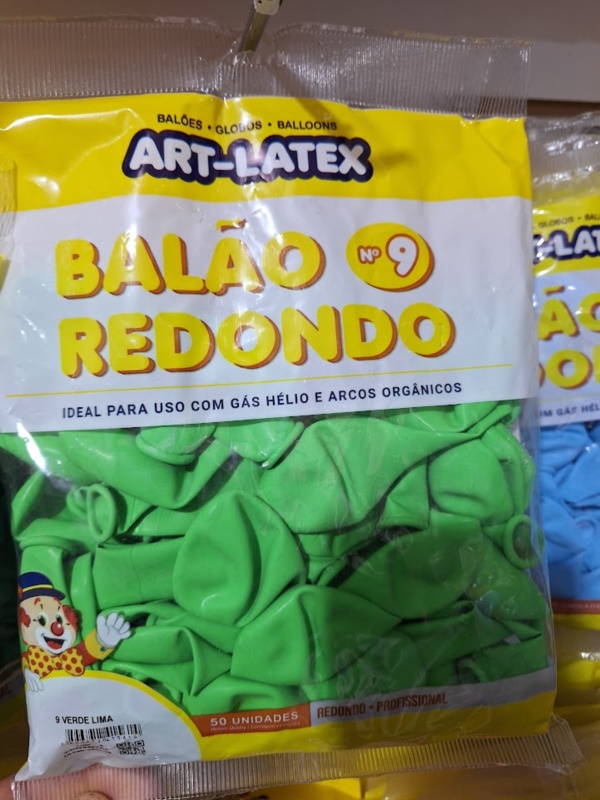 BALÕES • GLOBOS • BALLOONS
ART-LATEX
BALÃO Nº 9
REDONDO
IDEAL PARA USO COM GÁS HÉLIO E ARCOS ORGÂNICOS
9 VERDE LIMA
50 UNIDADES
REDONDO • PROFISSIONAL
GLOBOS